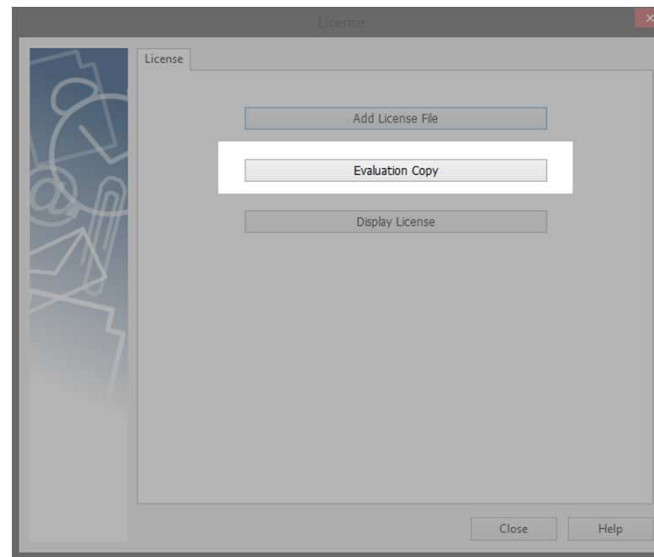 License
License
Add License File
Evaluation Copy
Display License
Close
Help